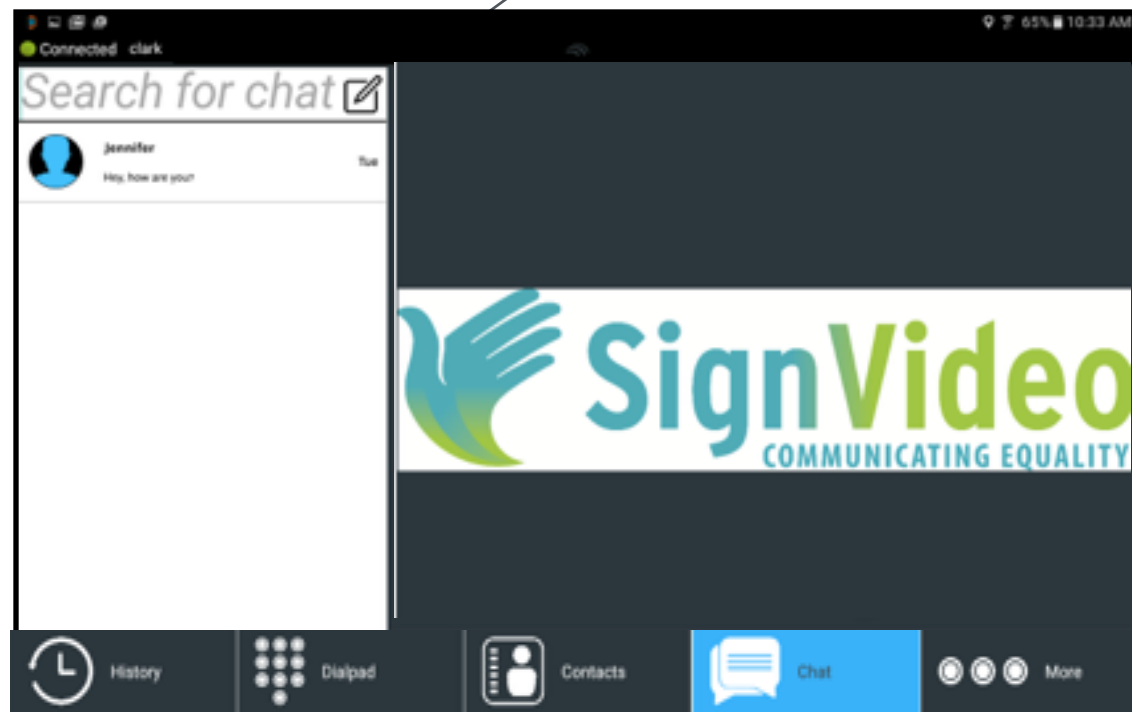 65% 10:33 AM
Connected clark
Search for chat
Jennifer
Tue
Hey, how are you?
SignVideo
COMMUNICATING EQUALITY
History
Dialpad
Contacts
Chat
More